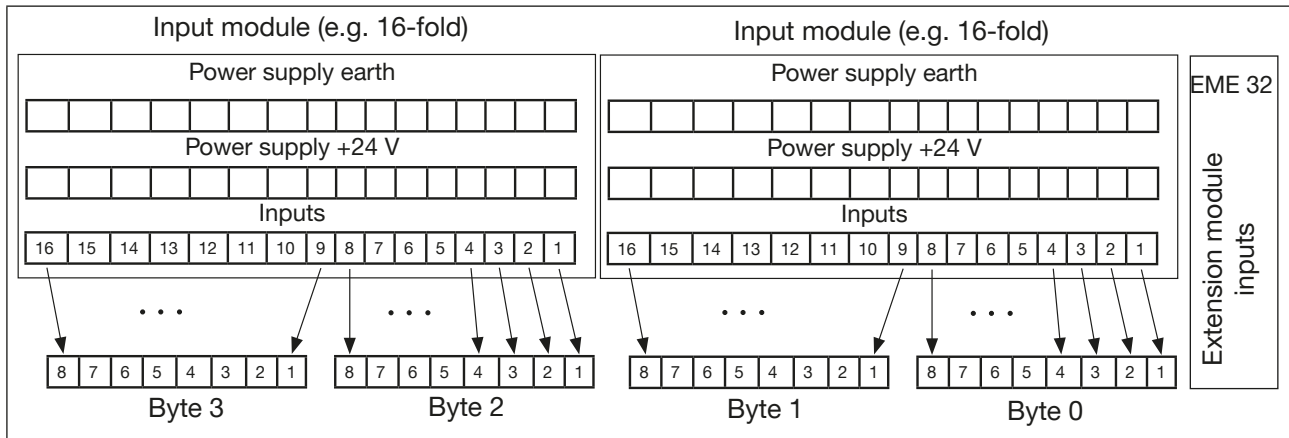 Input module (e.g. 16-fold)
Power supply earth
Power supply +24 V
Inputs
16 15 14 13 12 11 10 9 8 7 6 5 4 3 2 1
. . .
. . .
8 7 6 5 4 3 2 1
8 7 6 5 4 3 2 1
Byte 3
Byte 2
Input module (e.g. 16-fold)
Power supply earth
Power supply +24 V
Inputs
16 15 14 13 12 11 10 9 8 7 6 5 4 3 2 1
. . .
. . .
8 7 6 5 4 3 2 1
8 7 6 5 4 3 2 1
Byte 1
Byte 0
EME 32
Extension module
inputs